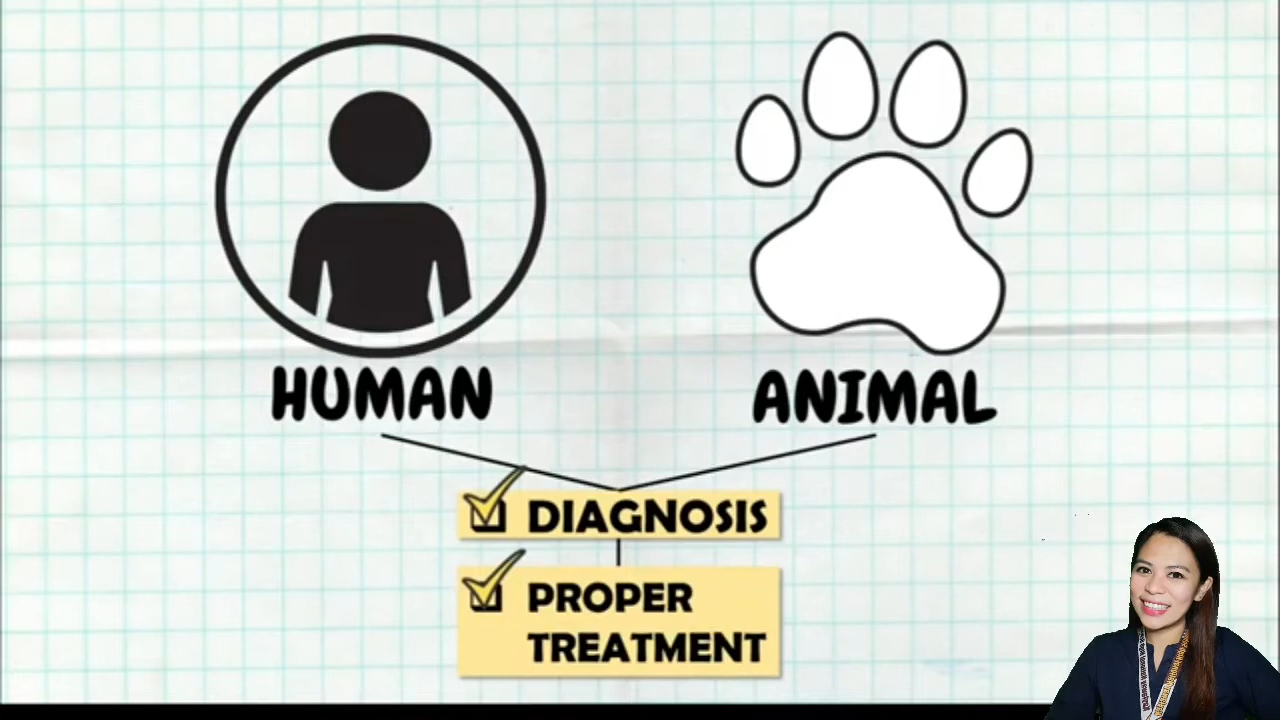 HUMAN
ANIMAL
DIAGNOSIS
PROPER
TREATMENT